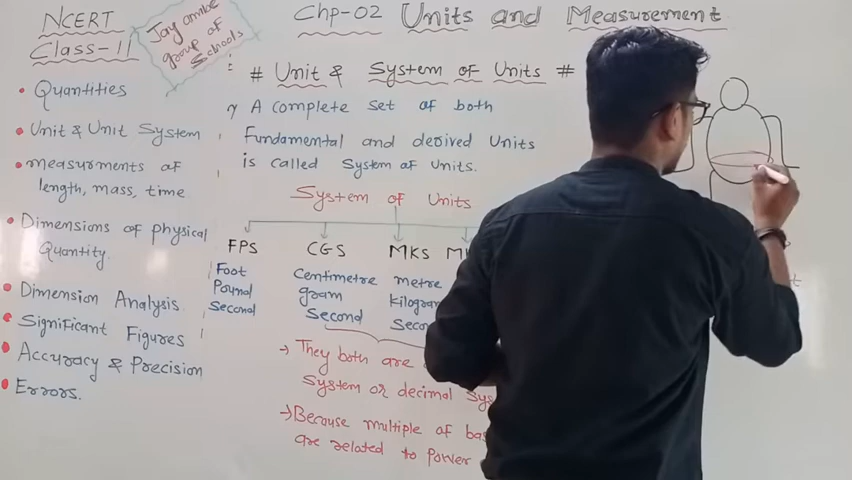 NCERT
Class-11
Jay ambe
group of
Schools
Chp-02 Units and Measurement
• Quantities
• Unit & Unit System
• measurments of
length, mass, time
• Dimensions of physical
Quantity.
• Dimension Analysis
• Significant Figures
• Accuracy & Precision
• Errors.
# Unit & System of Units #
A complete set of both
Fundamental and derived Units
is called System of Units.
System of Units
FPS CGS MKS
Foot
Pound
Second
Centimetre
gram
Second
metre
kilogram
→ They both are
System or decimal
→ Because multiple of
are related to Power